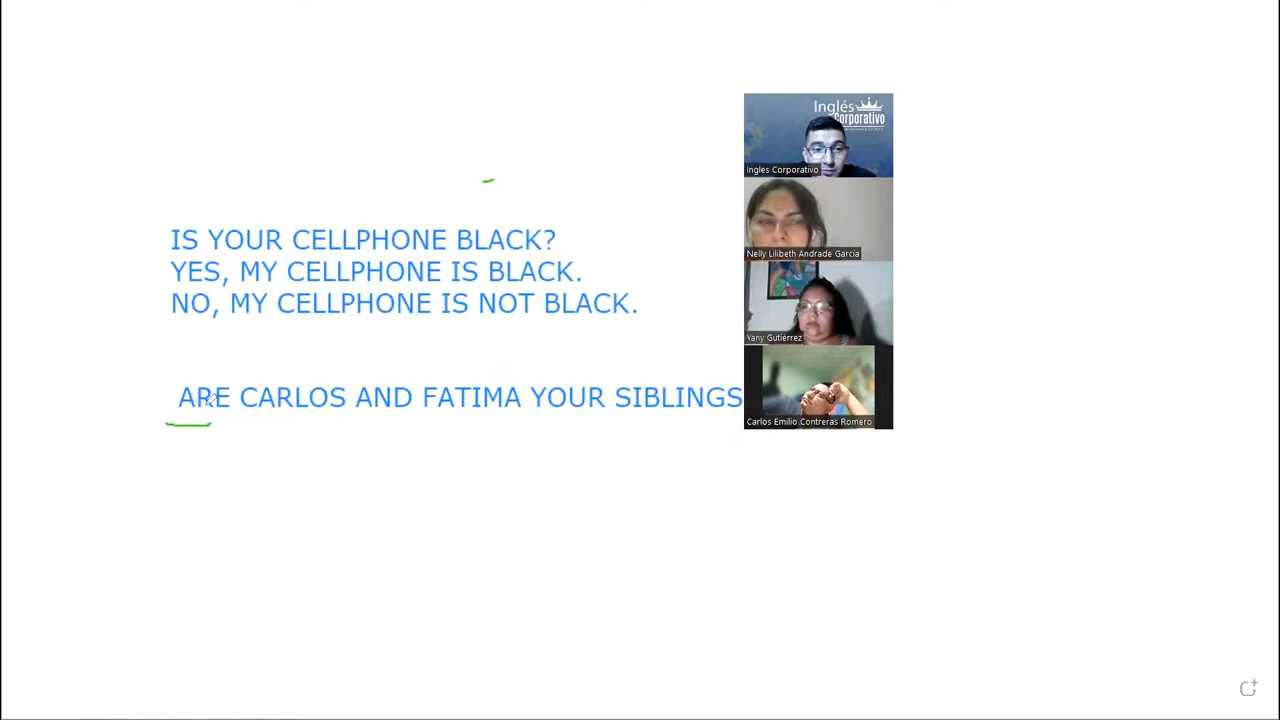 Inglés
Corporativo
Ingles Corporativo
Nelly Lilibeth Andrade García
Yany Gutiérrez
Carlos Emilio Contreras Romero
IS YOUR CELLPHONE BLACK?
YES, MY CELLPHONE IS BLACK.
NO, MY CELLPHONE IS NOT BLACK.
ARE CARLOS AND FATIMA YOUR SIBLINGS